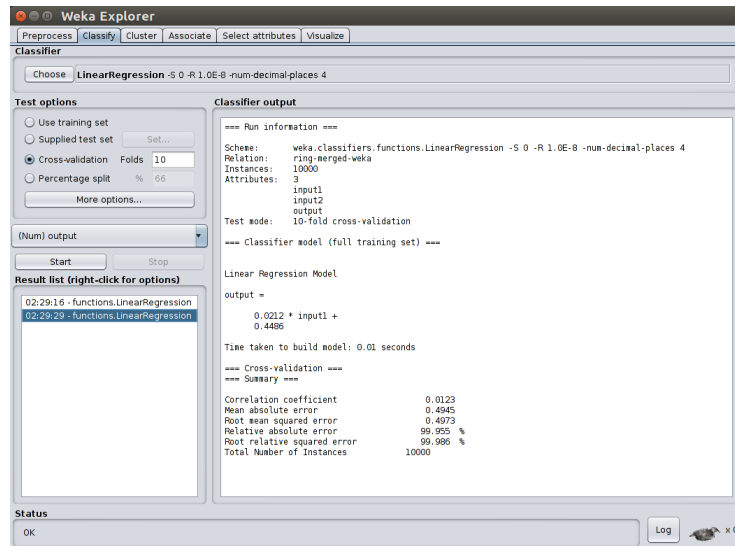 Weka Explorer
Preprocess Classify Cluster Associate Select attributes Visualize
Classifier
Choose LinearRegression -S 0 -R 1.0E-8 -num-decimal-places 4
Test options
Use training set
Supplied test set Set...
Cross-validation Folds 10
Percentage split % 66
More options...
(Num) output
Start Stop
Result list (right-click for options)
02:29:16 - functions.LinearRegression
02:29:29 - functions.LinearRegression
Classifier output
=== Run information ===
Scheme: weka.classifiers.functions.LinearRegression -S 0 -R 1.0E-8 -num-decimal-places 4
Relation: ring-merged-weka
Instances: 10000
Attributes: 3
input1
input2
output
Test mode: 10-fold cross-validation
=== Classifier model (full training set) ===
Linear Regression Model
output =
0.0212 * input1 +
0.4486
Time taken to build model: 0.01 seconds
=== Cross-validation ===
=== Summary ===
Correlation coefficient 0.0123
Mean absolute error 0.4945
Root mean squared error 0.4973
Relative absolute error 99.955 %
Root relative squared error 99.986 %
Total Number of Instances 10000
Status
OK
Log